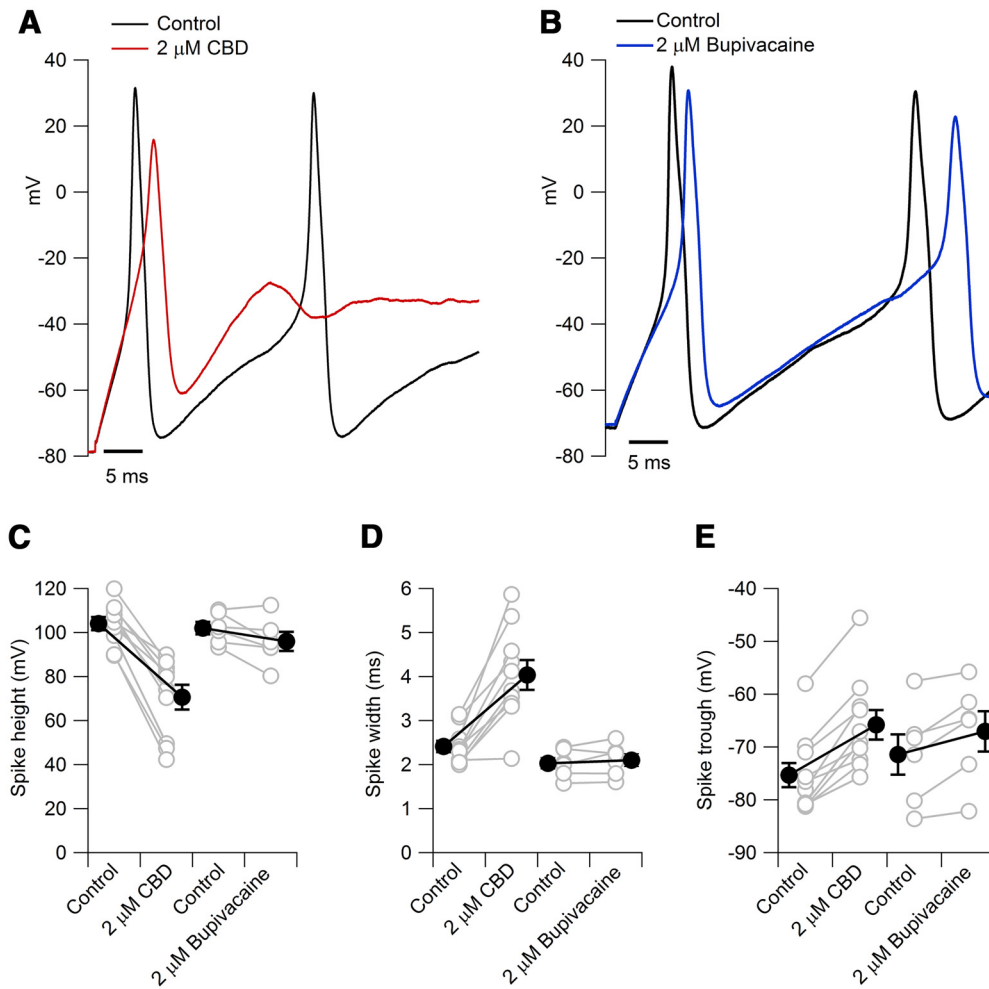 A
Control
2 μM CBD
40
20
0
-20
-40
-60
-80
mV
5 ms
B
Control
2 μM Bupivacaine
40
20
0
-20
-40
-60
-80
mV
5 ms
C
120
100
80
60
40
20
0
Spike height (mV)
Control
2 μM CBD
Control
2 μM Bupivacaine
D
6
5
4
3
2
1
0
Spike width (ms)
Control
2 μM CBD
Control
2 μM Bupivacaine
E
-40
-50
-60
-70
-80
-90
Spike trough (nV)
Control
2 μM CBD
Control
2 μM Bupivacaine